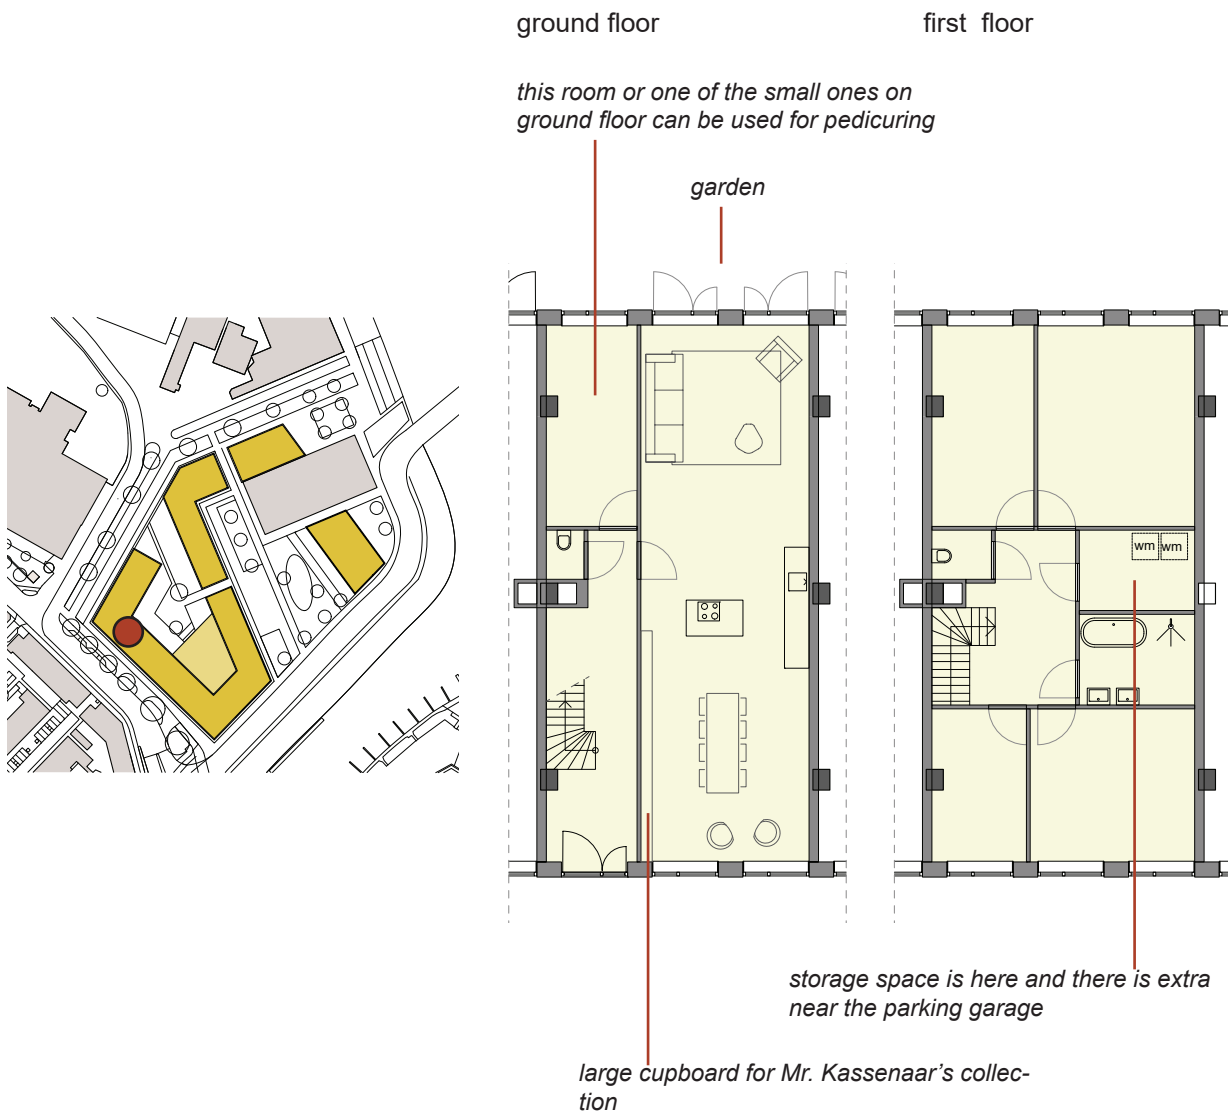 ground floor
first floor
this room or one of the small ones on
ground floor can be used for pedicuring
garden
wm
wm
storage space is here and there is extra
near the parking garage
large cupboard for Mr. Kassenaar's collec-
tion